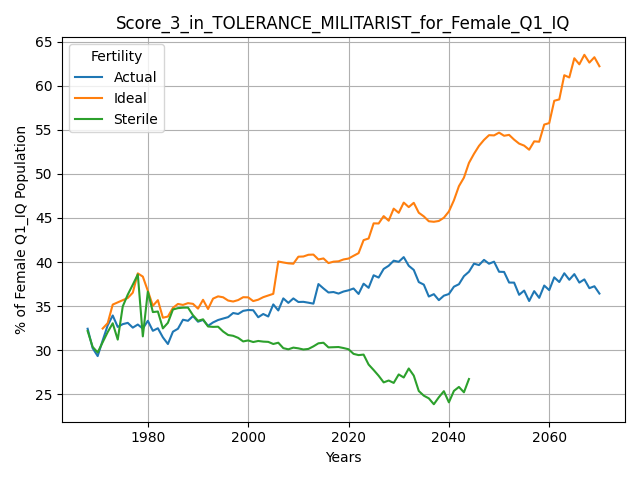 Score_3_in_TOLERANCE_MILITARIST_for_Female_Q1_IQ
% of Female Q1_IQ Population
65
60
55
50
45
40
35
30
25
Fertility
Actual
Ideal
Sterile
1980
2000
2020
2040
2060
Years